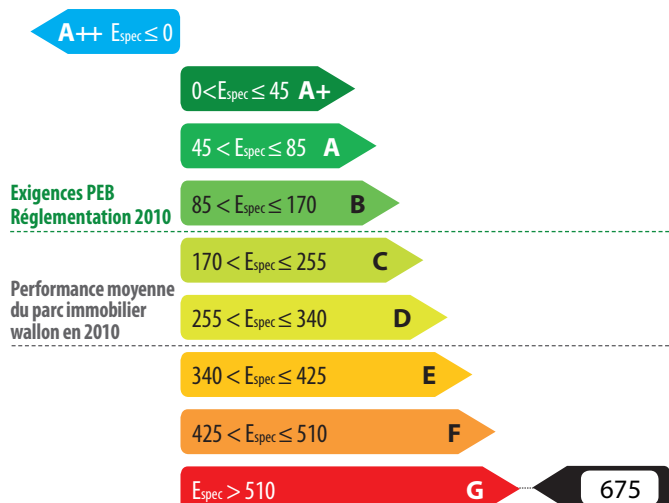 A++ Espec ≤ 0
0<Espec ≤ 45 A+
45 < Espec ≤ 85 A
Exigences PEB
Réglementation 2010
85 < Espec ≤ 170 B
170 < Espec ≤ 255 C
Performance moyenne
du parc immobilier
wallon en 2010
255 < Espec ≤ 340 D
340 < Espec ≤ 425 E
425 < Espec ≤ 510 F
Espec > 510 G 675